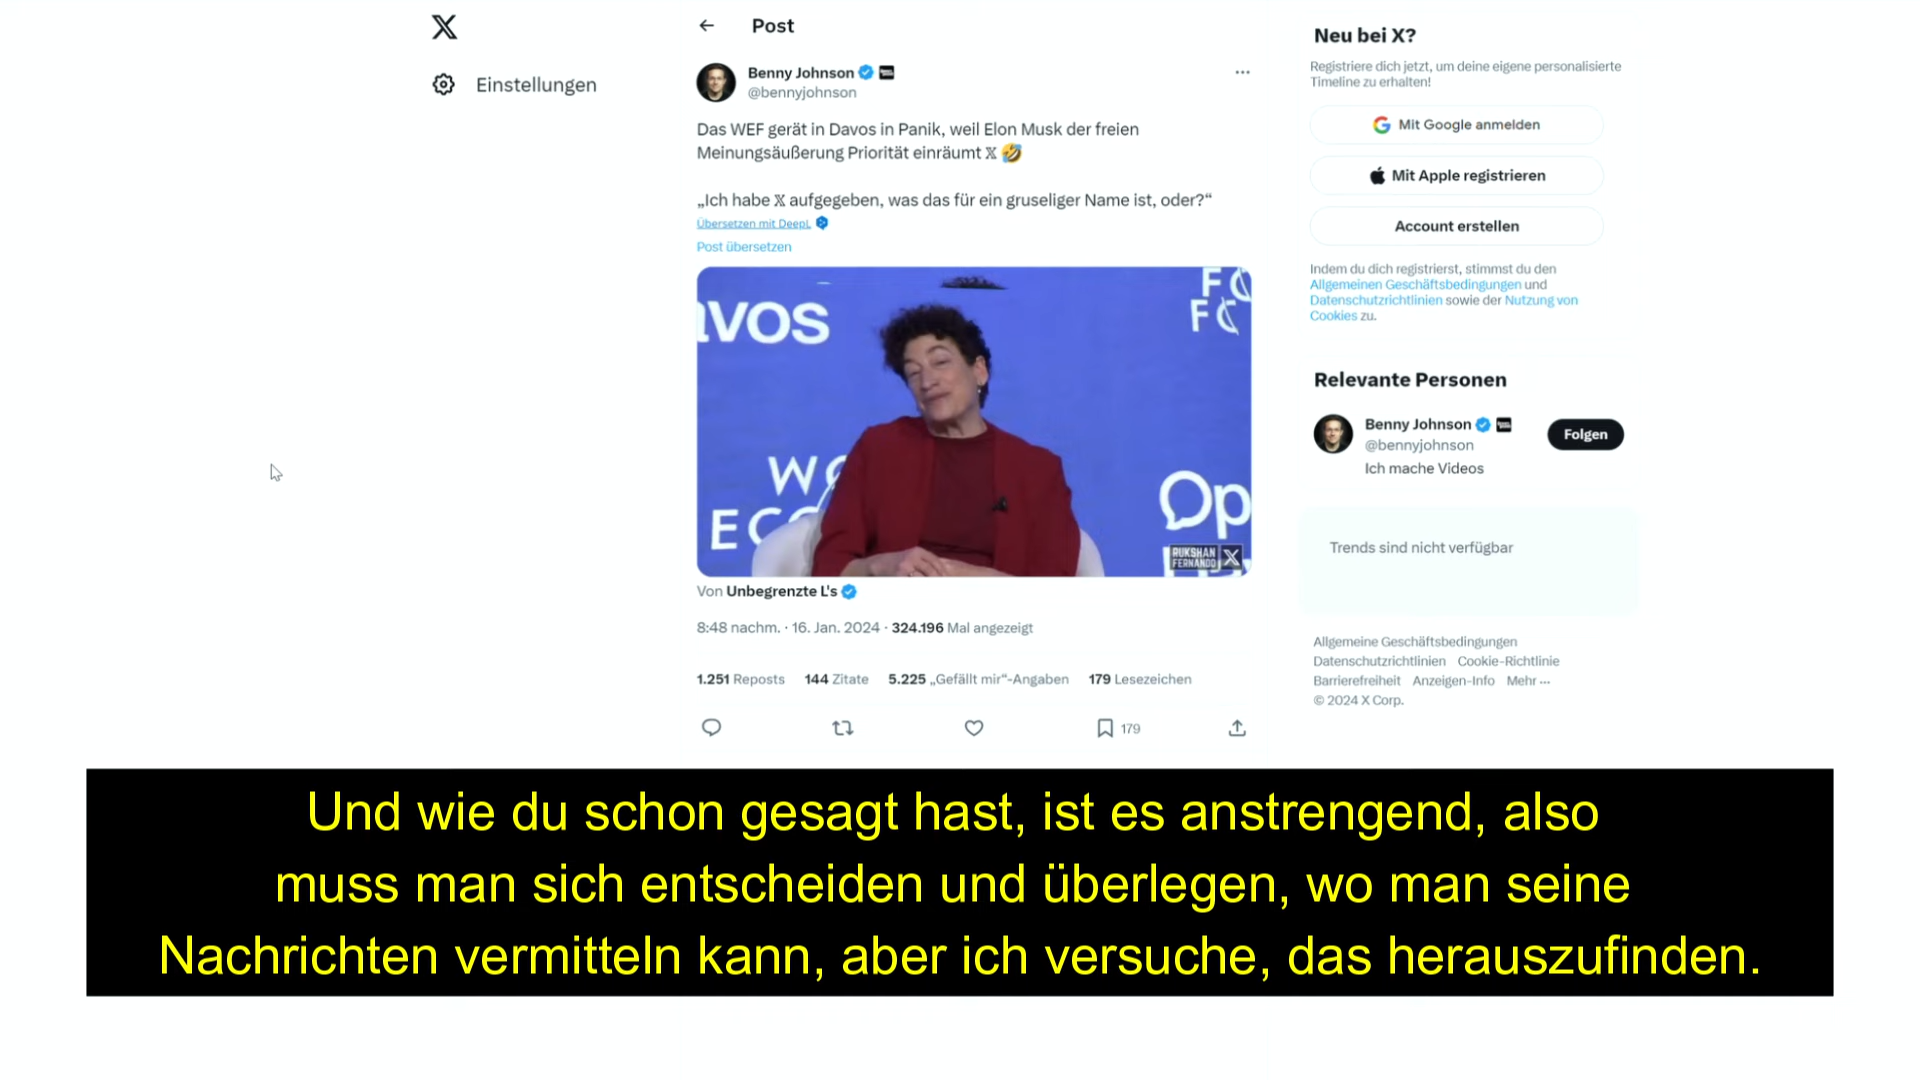 Einstellungen
Post
Benny Johnson
@bennyjohnson
Das WEF gerät in Davos in Panik, weil Elon Musk der freien
Meinungsäußerung Priorität einräumt 𝕏 🤣
„Ich habe 𝕏 aufgegeben, was das für ein gruseliger Name ist, oder?“
Übersetzen mit DeepL
Post übersetzen
avos
WO
ECO
FO
FO
Op
RUKSHAN
FERNANDO
Von Unbegrenzte L's
8:48 nachm. · 16. Jan. 2024 · 324.196 Mal angezeigt
1.251 Reposts 144 Zitate 5.225 „Gefällt mir“-Angaben 179 Lesezeichen
179
Neu bei X?
Registriere dich jetzt, um deine eigene personalisierte
Timeline zu erhalten!
Mit Google anmelden
Mit Apple registrieren
Account erstellen
Indem du dich registrierst, stimmst du den
Allgemeinen Geschäftsbedingungen und
Datenschutzrichtlinien sowie der Nutzung von
Cookies zu.
Relevante Personen
Benny Johnson
@bennyjohnson
Folgen
Ich mache Videos
Trends sind nicht verfügbar
Allgemeine Geschäftsbedingungen
Datenschutzrichtlinien Cookie-Richtlinie
Barrierefreiheit Anzeigen-Info Mehr ···
© 2024 X Corp.
Und wie du schon gesagt hast, ist es anstrengend, also
muss man sich entscheiden und überlegen, wo man seine
Nachrichten vermitteln kann, aber ich versuche, das herauszufinden.